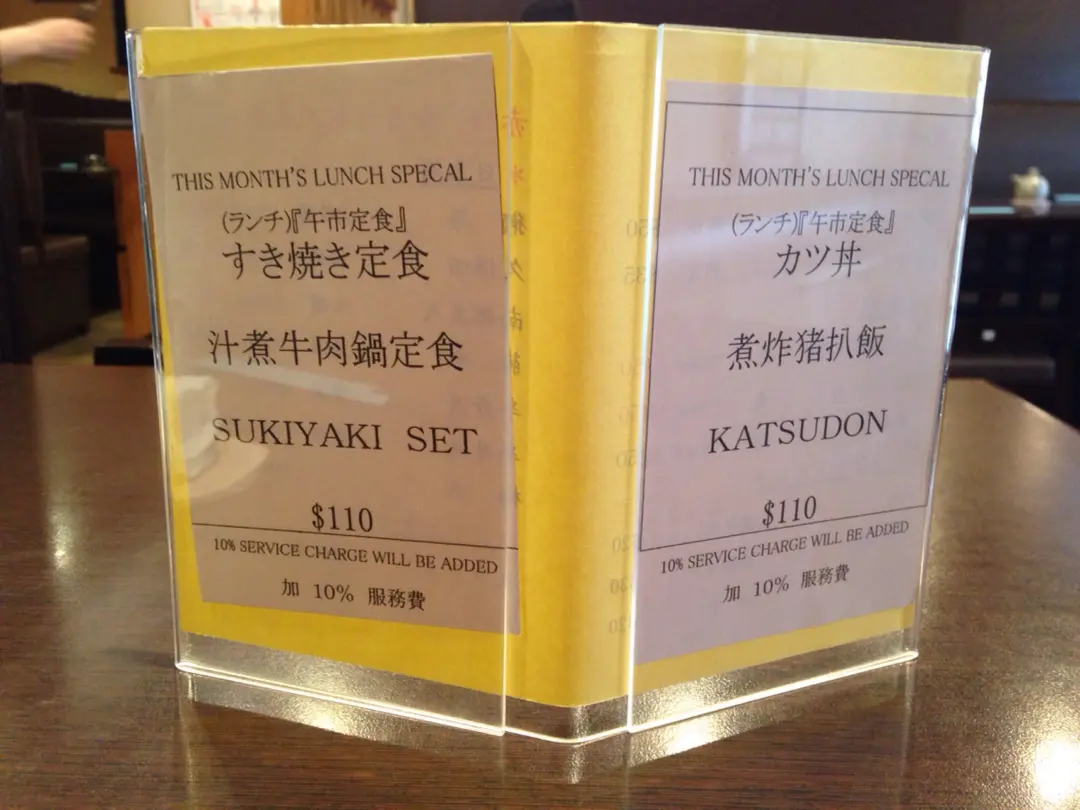 THIS MONTH'S LUNCH SPECAL
(ランチ)『午市定食』
すき焼き定食
汁煮牛肉鍋定食
SUKIYAKI SET
$110
10% SERVICE CHARGE WILL BE ADDED
加 10% 服務費
THIS MONTH'S LUNCH SPECAL
(ランチ)『午市定食』
カツ丼
煮炸猪扒飯
KATSUDON
$110
10% SERVICE CHARGE WILL BE ADDED
加 10% 服務費